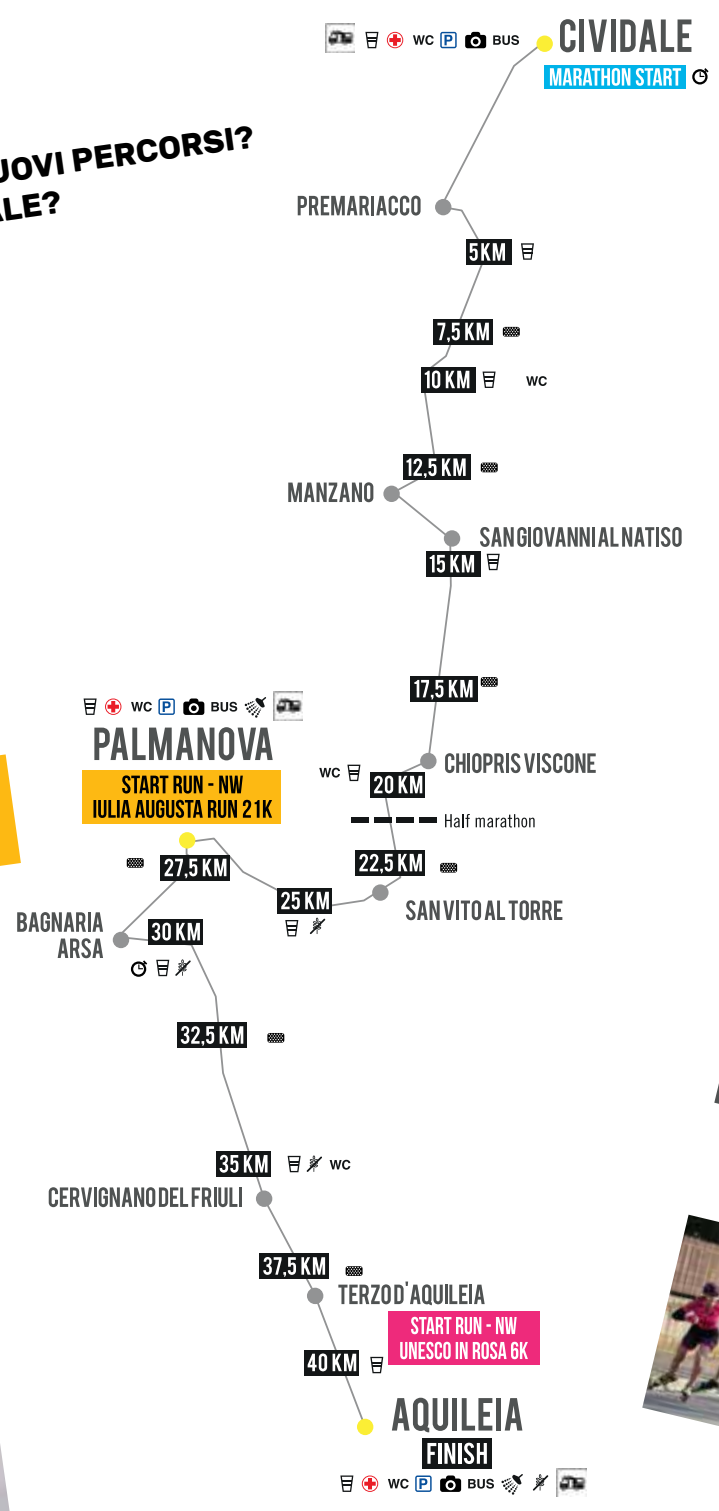 WC P BUS CIVIDALE
MARATHON START
UOVI PERCORSI?
ALE?
PREMARIACCO
5KM
7,5 KM
10 KM WC
12,5 KM
MANZANO
SAN GIOVANNI AL NATISO
15 KM
17,5 KM
WC P BUS
PALMANOVA
START RUN - NW
IULIA AUGUSTA RUN 21K
CHIOPRIS VISCONE
WC
20 KM
Half marathon
22,5 KM
27,5 KM
25 KM
SAN VITO AL TORRE
BAGNARIA
ARSA
30 KM
32,5 KM
35 KM WC
CERVIGNANO DEL FRIULI
37,5 KM
TERZO D'AQUILEIA
START RUN - NW
UNESCO IN ROSA 6K
40 KM
AQUILEIA
FINISH
WC P BUS